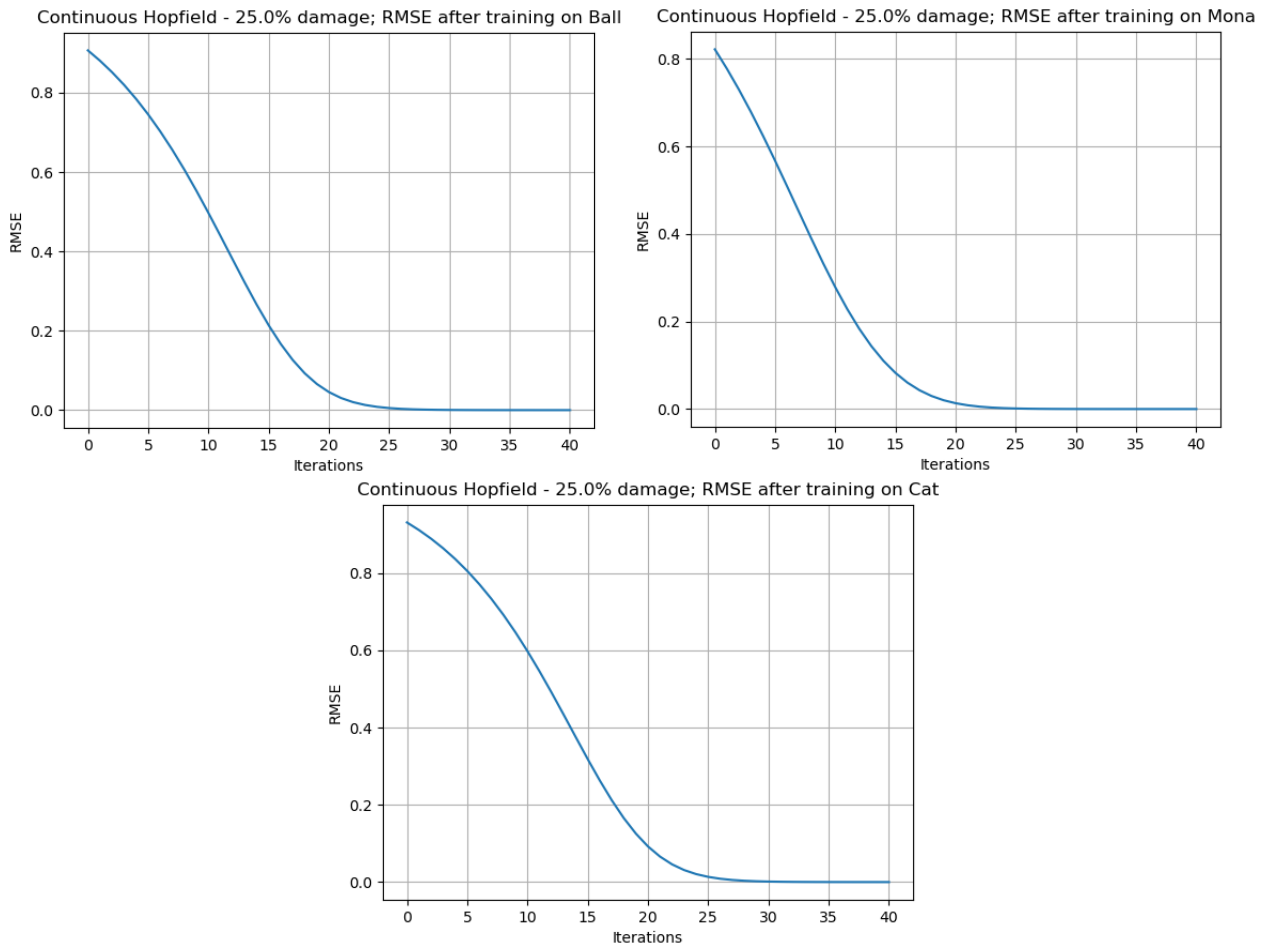 Continuous Hopfield - 25.0% damage; RMSE after training on Ball
0.8
0.6
0.4
0.2
0.0
RMSE
0 5 10 15 20 25 30 35 40
Iterations
Continuous Hopfield - 25.0% damage; RMSE after training on Mona
0.8
0.6
0.4
0.2
0.0
RMSE
0 5 10 15 20 25 30 35 40
Iterations
Continuous Hopfield - 25.0% damage; RMSE after training on Cat
0.8
0.6
0.4
0.2
0.0
RMSE
0 5 10 15 20 25 30 35 40
Iterations